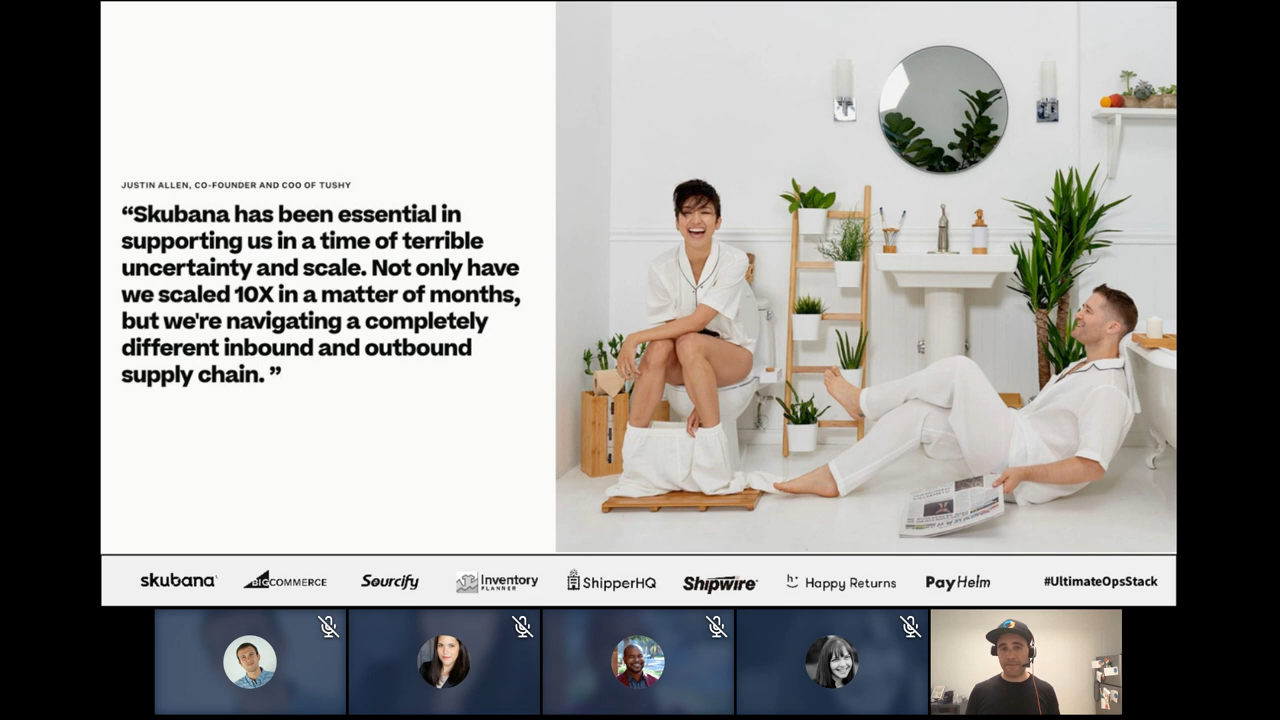 JUSTIN ALLEN, CO-FOUNDER AND COO OF TUSHY
“Skubana has been essential in
supporting us in a time of terrible
uncertainty and scale. Not only have
we scaled 10X in a matter of months,
but we're navigating a completely
different inbound and outbound
supply chain. ”
skubana
BIGCOMMERCE
Sourcify
Inventory
PLANNER
ShipperHQ
Shipwire
Happy Returns
PayHelm
#UltimateOpsStack